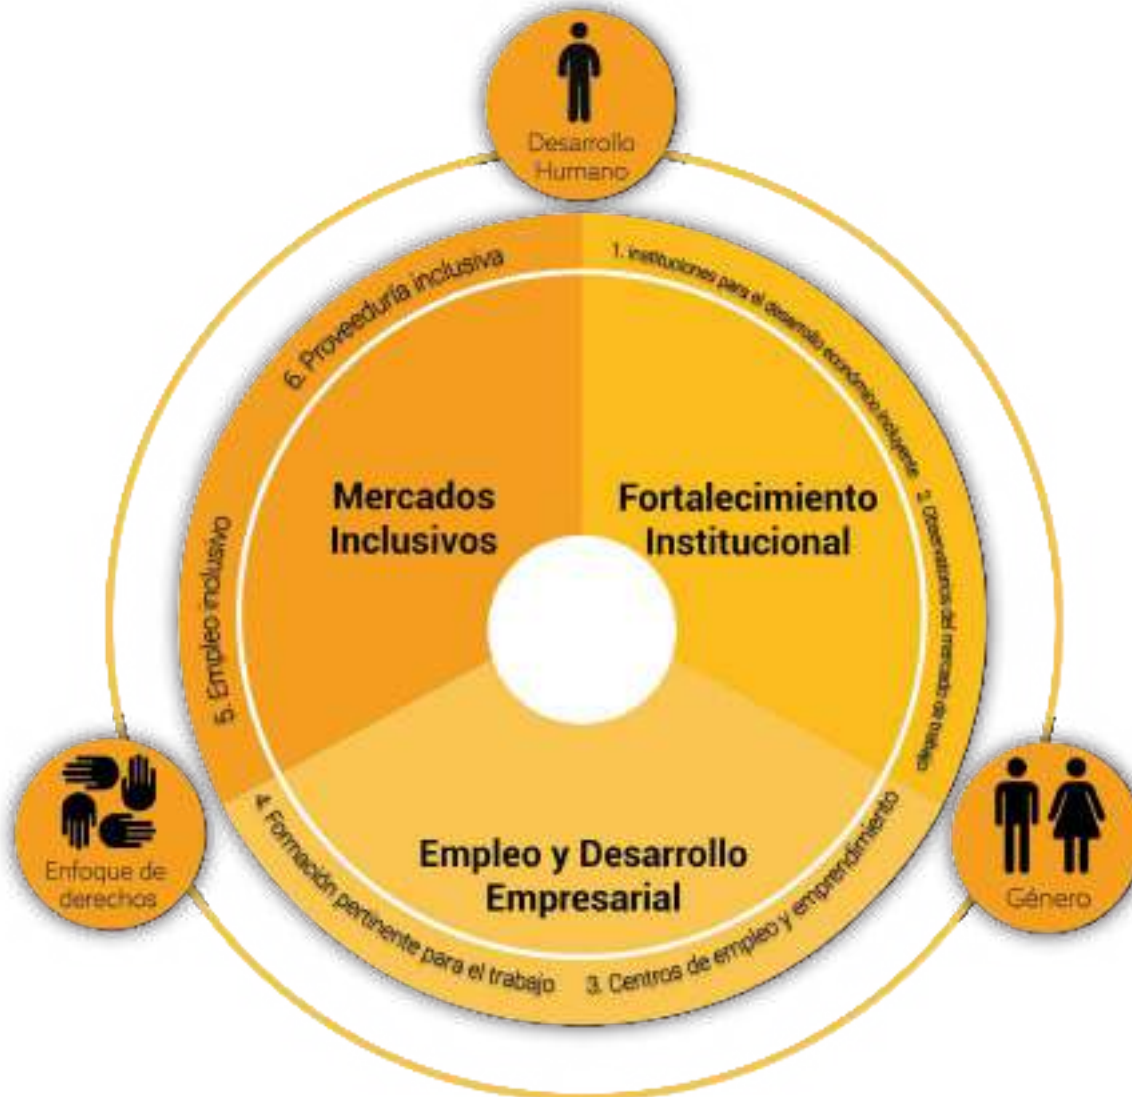 Desarrollo
Humano
1. instituciones para el desarrollo económico incluyente
2. Observatorios del mercado de trabajo
Fortalecimiento
Institucional
Género
3. Centros de empleo y emprendimiento
4. Formación pertinente para el trabajo
Empleo y Desarrollo
Empresarial
Enfoque de
derechos
5. Empleo inclusivo
6. Proveeduría inclusiva
Mercados
Inclusivos